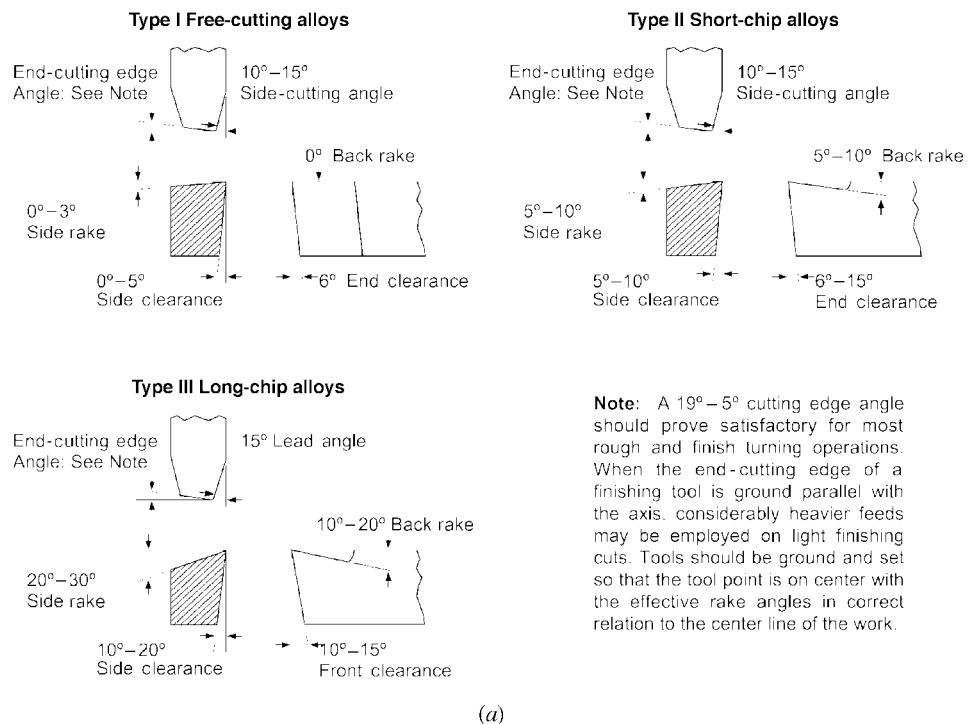 Type I Free-cutting alloys
End-cutting edge
Angle: See Note
10°–15°
Side-cutting angle
0° Back rake
0°–3°
Side rake
0°–5°
Side clearance
6° End clearance
Type II Short-chip alloys
End-cutting edge
Angle: See Note
10°–15°
Side-cutting angle
5°–10° Back rake
5°–10°
Side rake
5°–10°
Side clearance
6°–15°
End clearance
Type III Long-chip alloys
End-cutting edge
Angle: See Note
15° Lead angle
10°–20° Back rake
20°–30°
Side rake
10°–20°
Side clearance
10°–15°
Front clearance
Note: A 19°–5° cutting edge angle
should prove satisfactory for most
rough and finish turning operations.
When the end-cutting edge of a
finishing tool is ground parallel with
the axis. considerably heavier feeds
may be employed on light finishing
cuts. Tools should be ground and set
so that the tool point is on center with
the effective rake angles in correct
relation to the center line of the work.
(a)